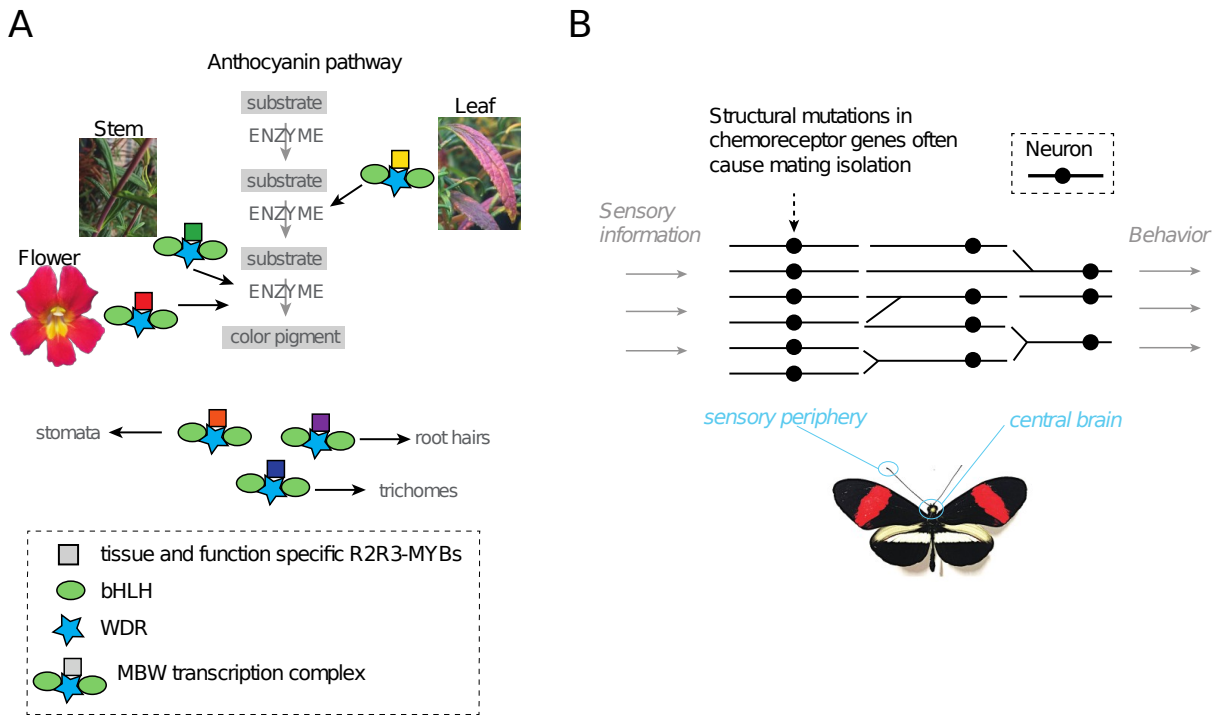 A
Anthocyanin pathway
substrate
ENZYME
substrate
ENZYME
substrate
ENZYME
color pigment
Stem
Leaf
Flower
stomata
root hairs
trichomes
tissue and function specific R2R3-MYBs
bHLH
WDR
MBW transcription complex
B
Structural mutations in
chemoreceptor genes often
cause mating isolation
Neuron
Sensory
information
Behavior
sensory periphery
central brain